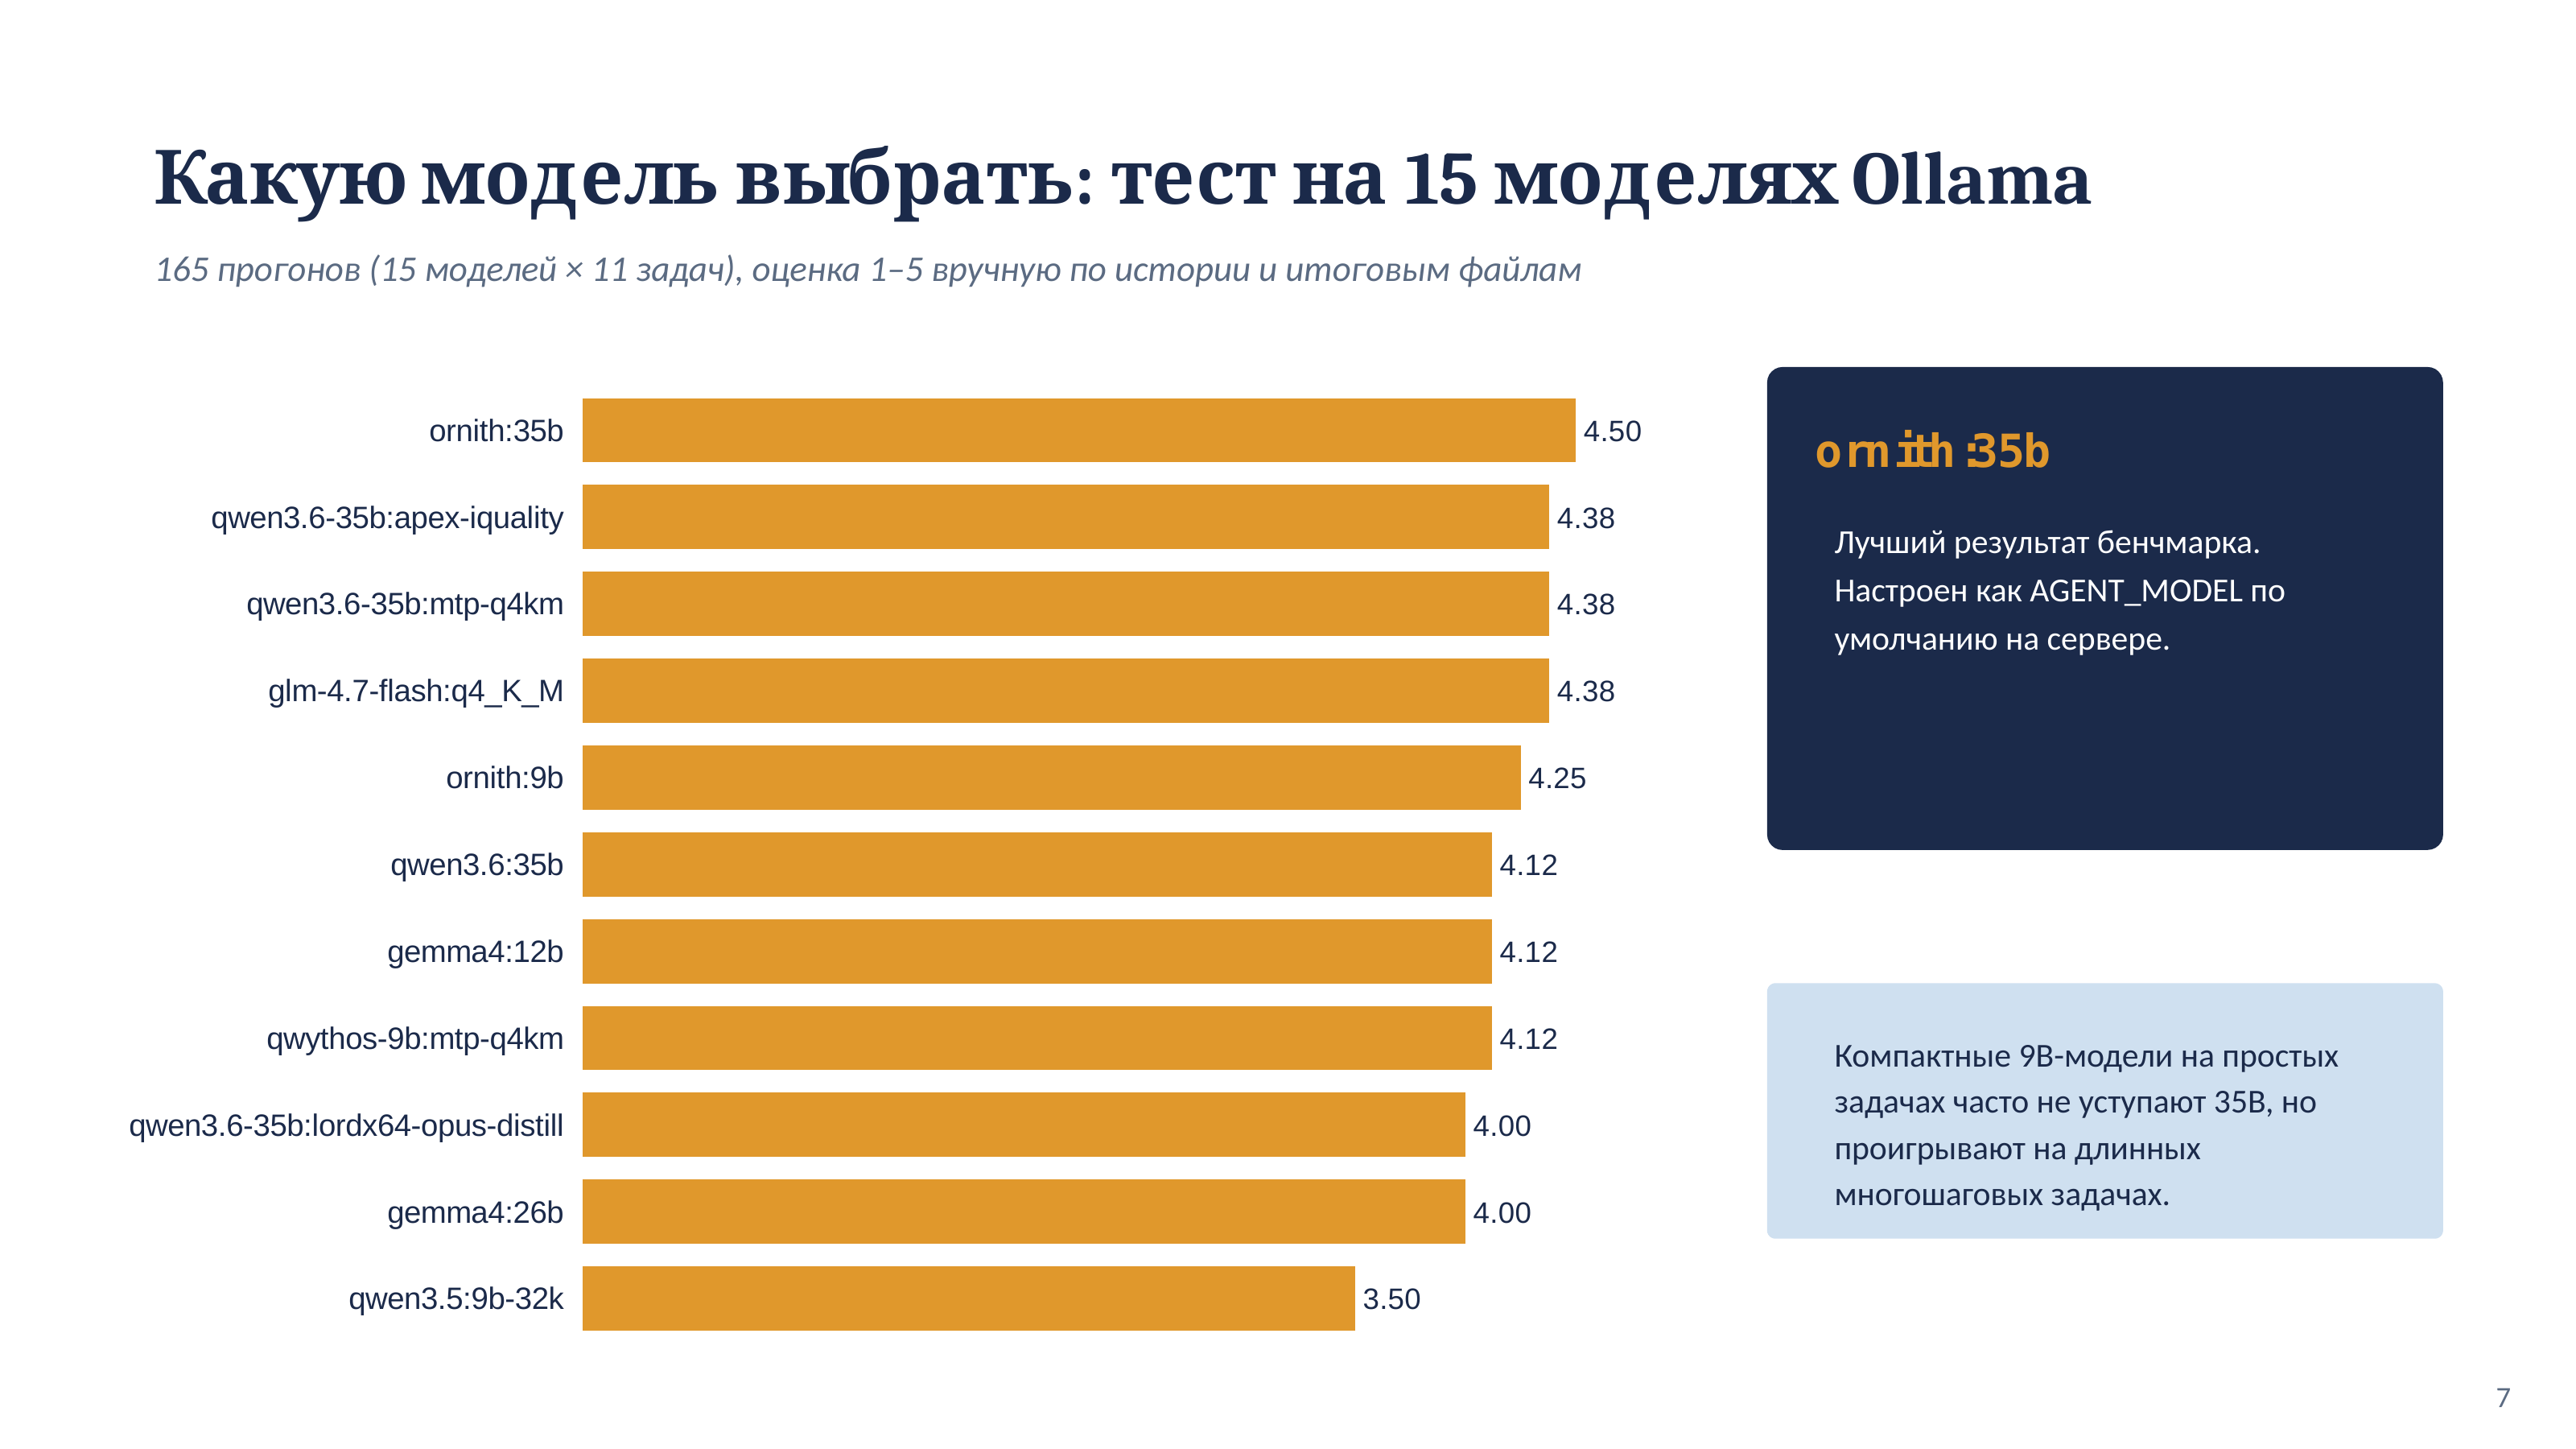 Какую модель выбрать: тест на 15 моделях Ollama
165 прогонов (15 моделей × 11 задач), оценка 1–5 вручную по истории и итоговым файлам
ornith:35b 4.50
qwen3.6-35b:apex-iquality 4.38
qwen3.6-35b:mtp-q4km 4.38
glm-4.7-flash:q4_K_M 4.38
ornith:9b 4.25
qwen3.6:35b 4.12
gemma4:12b 4.12
qwythos-9b:mtp-q4km 4.12
qwen3.6-35b:lordx64-opus-distill 4.00
gemma4:26b 4.00
qwen3.5:9b-32k 3.50
ornith:35b
Лучший результат бенчмарка.
Настроен как AGENT_MODEL по
умолчанию на сервере.
Компактные 9B-модели на простых
задачах часто не уступают 35B, но
проигрывают на длинных
многошаговых задачах.
7